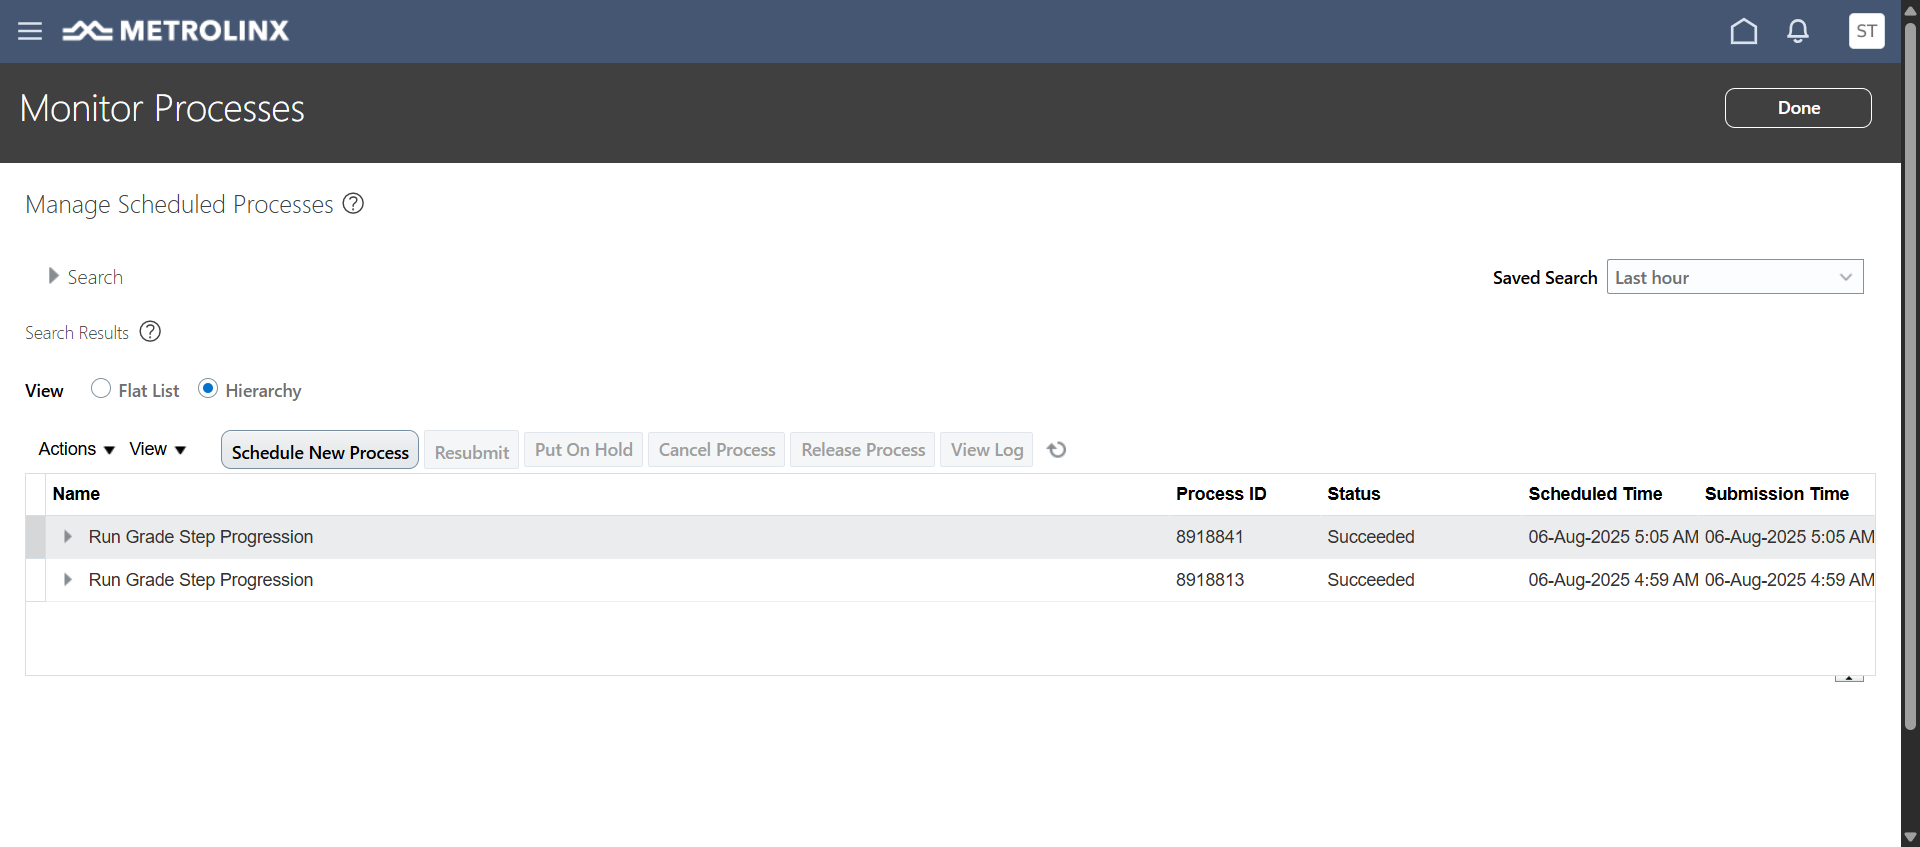 METROLINX
ST
Monitor Processes
Done
Manage Scheduled Processes ?
Search
Saved Search Last hour
Search Results ?
View Flat List Hierarchy
Actions View Schedule New Process Resubmit Put On Hold Cancel Process Release Process View Log
Name Process ID Status Scheduled Time Submission Time
Run Grade Step Progression 8918841 Succeeded 06-Aug-2025 5:05 AM 06-Aug-2025 5:05 AM
Run Grade Step Progression 8918813 Succeeded 06-Aug-2025 4:59 AM 06-Aug-2025 4:59 AM